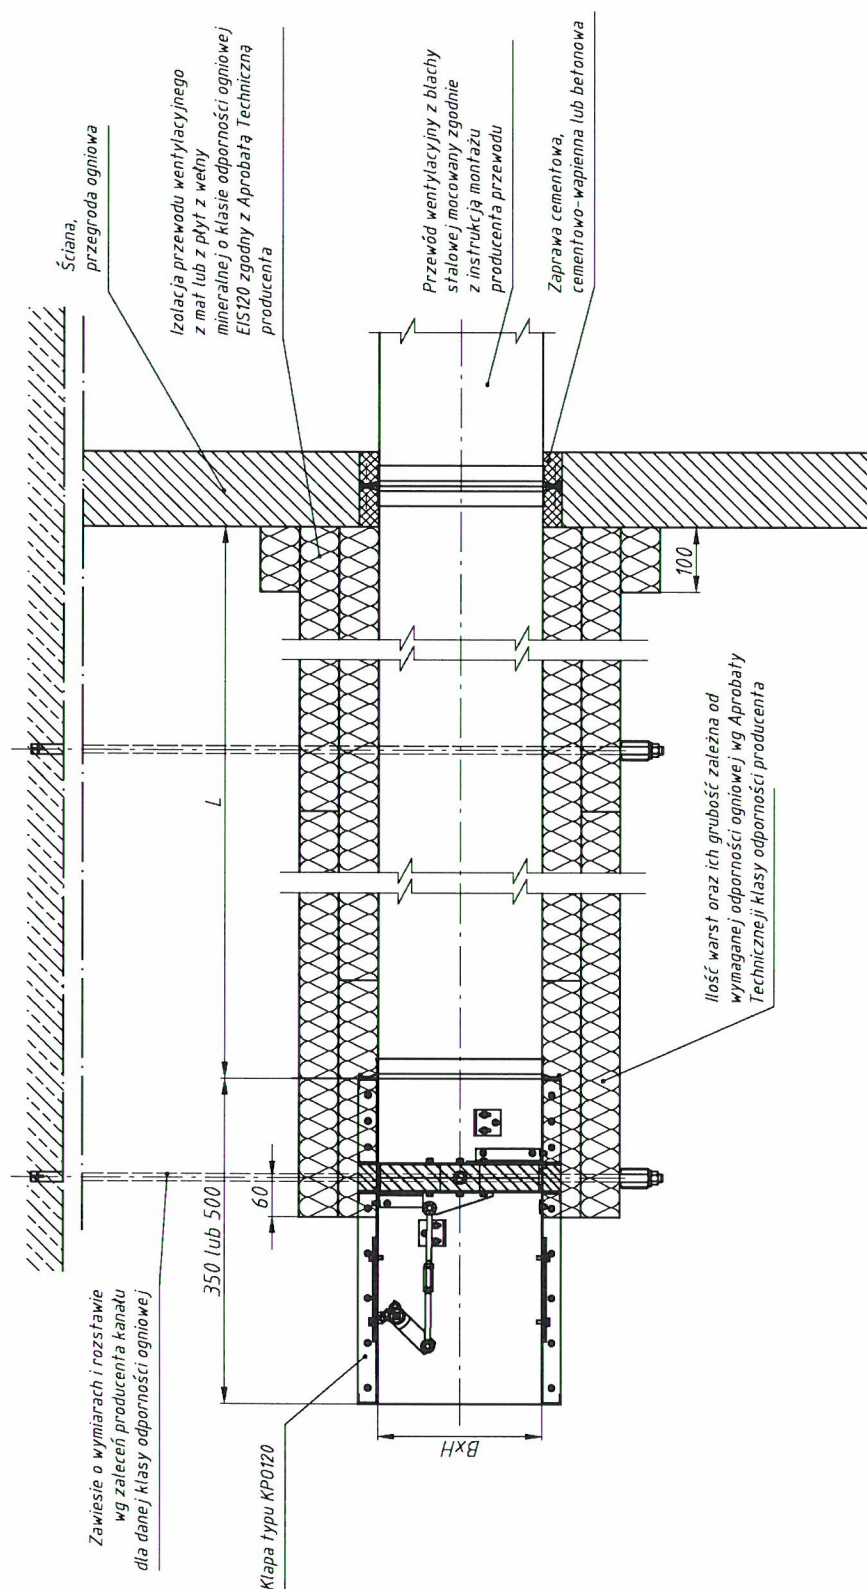 Zawiesie o wymiarach i rozstawie
wg zaleceń producenta kanału
dla danej klasy odporności ogniowej
Ściana,
przegroda ogniowa
Izolacja przewodu wentylacyjnego
z mat lub z płyt z wełny
mineralnej o klasie odporności ogniowej
EIS120 zgodny z Aprobatą Techniczną
producenta
Klapa typu KPO120
350 lub 500
60
L
BxH
Przewód wentylacyjny z blachy
stalowej mocowany zgodnie
z instrukcją montażu
producenta przewodu
Zaprawa cementowa,
cementowo-wapienna lub betonowa
100
Ilość warst oraz ich grubość zależna od
wymaganej odporności ogniowej wg Aprobaty
Techniczneji klasy odporności producenta